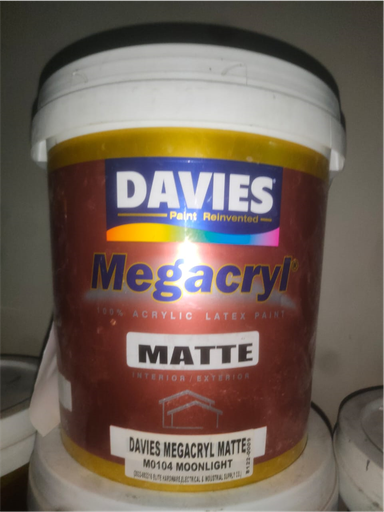 DAVIES
Paint Reinvented
Megacryl
100% ACRYLIC LATEX PAINT
MATTE
INTERIOR / EXTERIOR
DAVIES MEGACRYL MATTE
M0104 MOONLIGHT